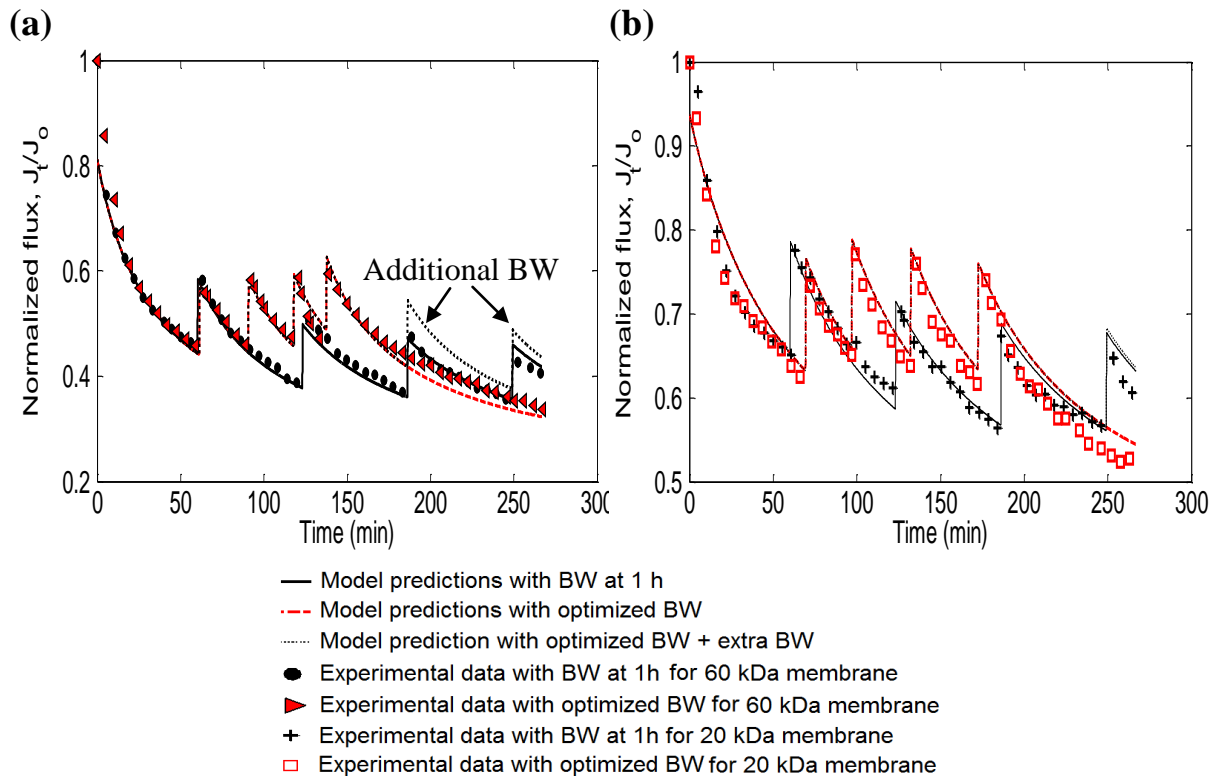 (a)
(b)
1
0.8
0.6
0.4
0.2
0
50
100
150
200
250
300
Normalized flux, J_t/J_o
Time (min)
Additional BW
1
0.9
0.8
0.7
0.6
0.5
0
50
100
150
200
250
300
Normalized flux, J_t/J_o
Time (min)
Model predictions with BW at 1 h
Model predictions with optimized BW
Model prediction with optimized BW + extra BW
Experimental data with BW at 1h for 60 kDa membrane
Experimental data with optimized BW for 60 kDa membrane
Experimental data with BW at 1h for 20 kDa membrane
Experimental data with optimized BW for 20 kDa membrane